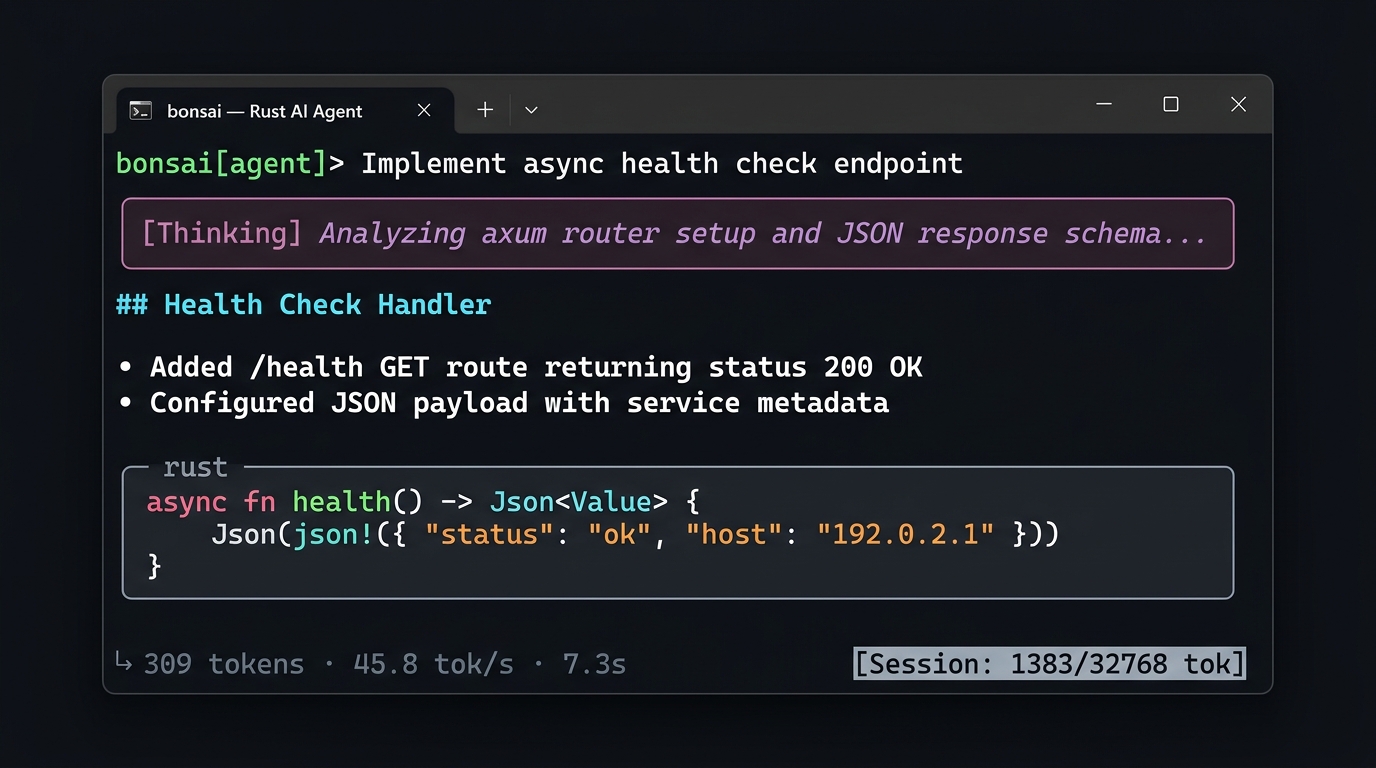 bonsai — Rust AI Agent
bonsai[agent]> Implement async health check endpoint
[Thinking] Analyzing axum router setup and JSON response schema...
## Health Check Handler
• Added /health GET route returning status 200 OK
• Configured JSON payload with service metadata
rust
async fn health() -> Json<Value> {
    Json(json!({ "status": "ok", "host": "192.0.2.1" }))
}
↳ 309 tokens · 45.8 tok/s · 7.3s [Session: 1383/32768 tok]